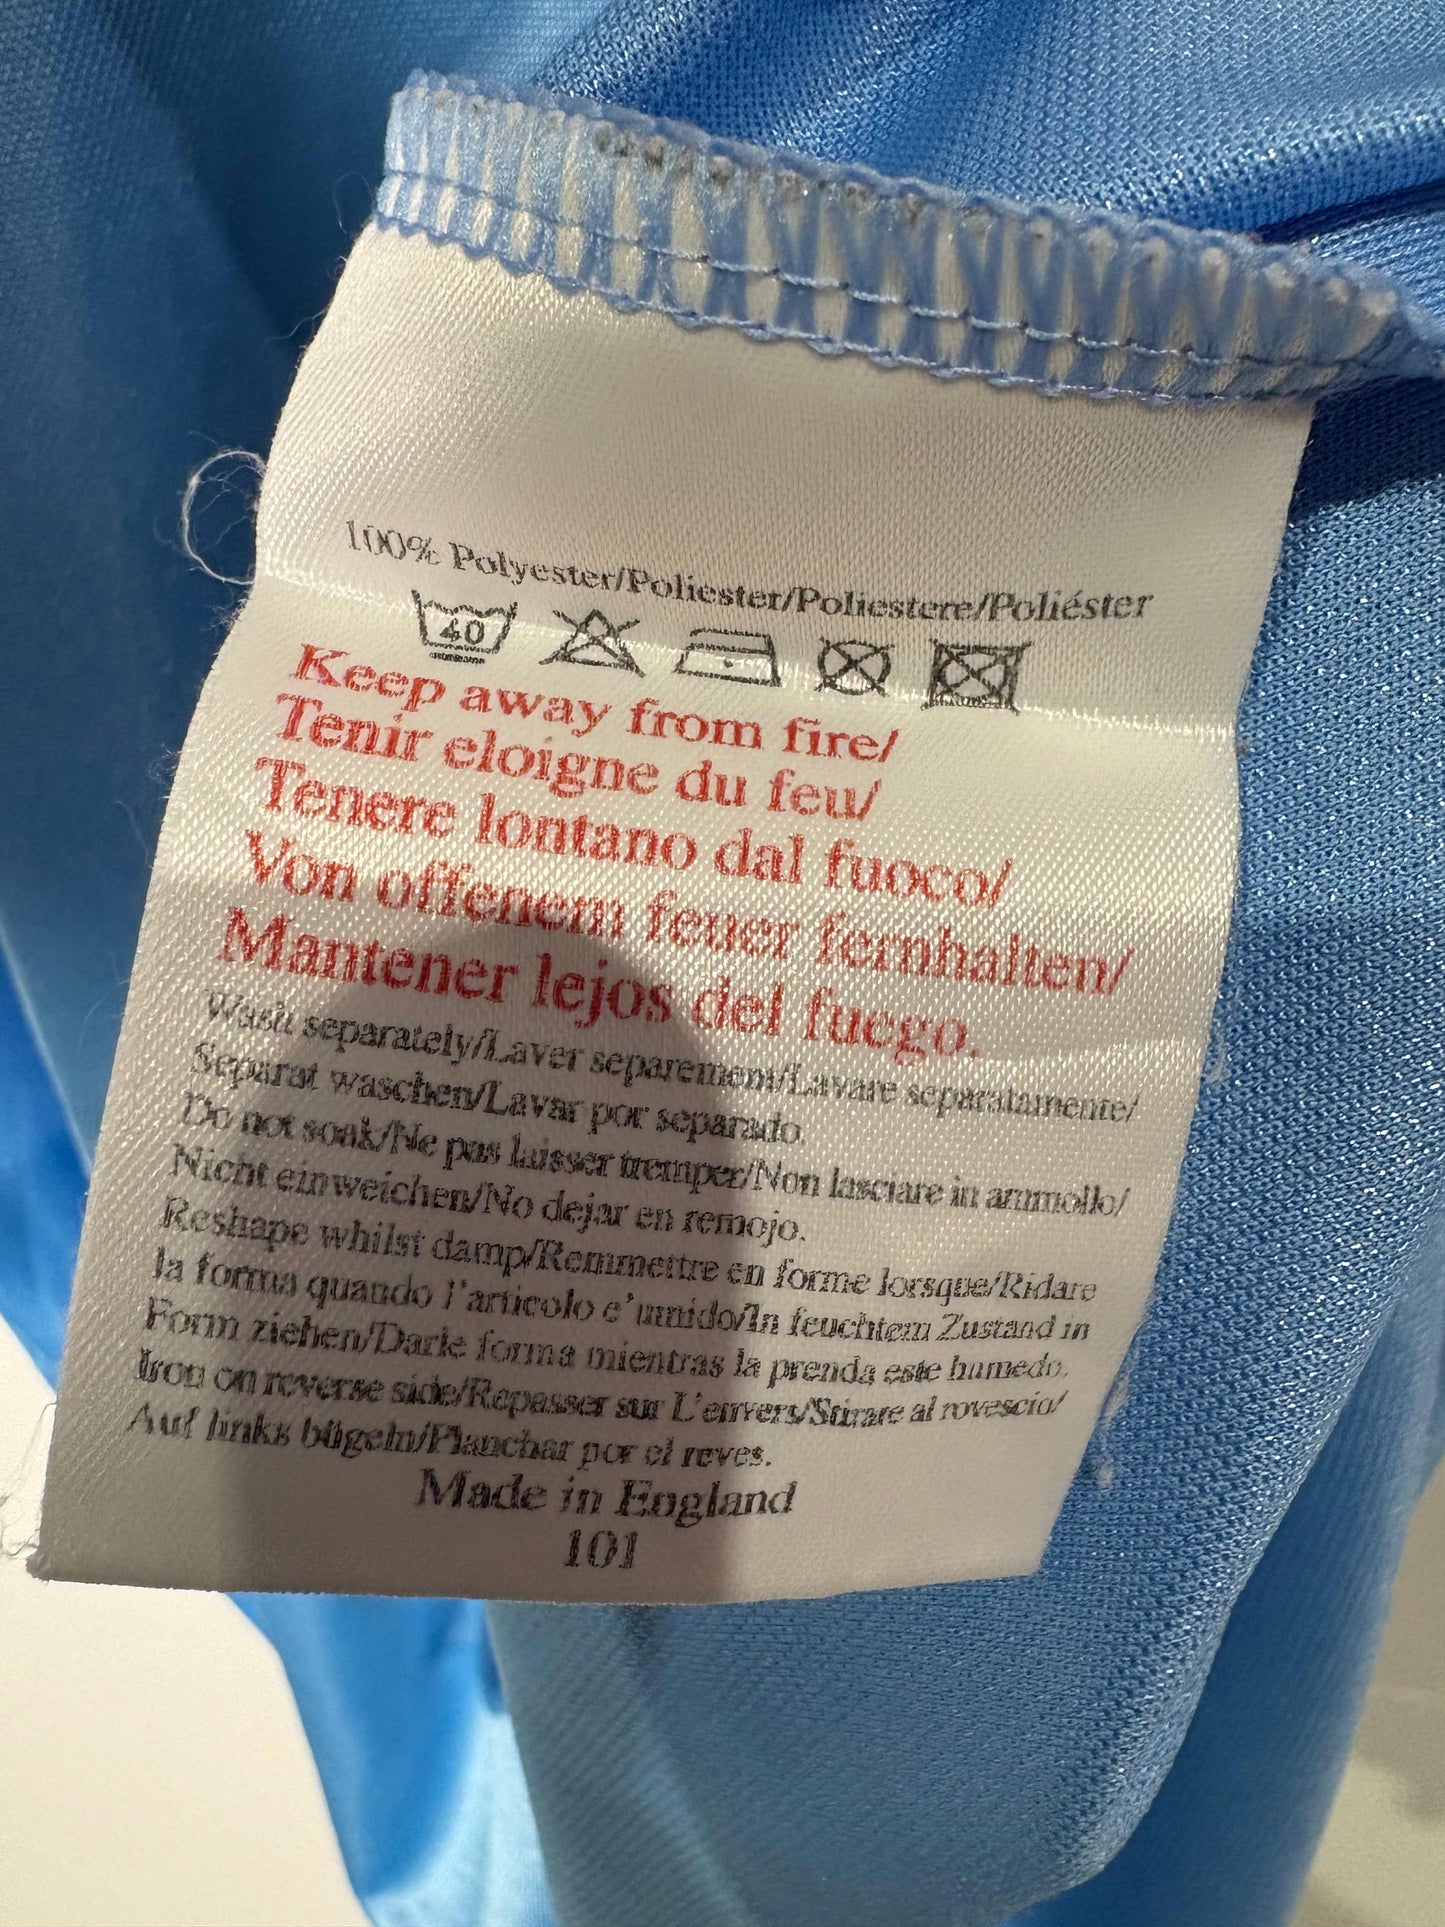 100% Polyester/Poliester/Poliestere/Poliéster
40
Keep away from fire/
Tenir eloigne du feu/
Tenere lontano dal fuoco/
Von offenem feuer fernhalten/
Mantener lejos del fuego.
Wash separately/Laver separement/Lavare separatamente/
Separat waschen/Lavar por separado.
Do not soak/Ne pas laisser tremper/Non lasciare in ammollo/
Nicht einweichen/No dejar en remojo.
Reshape whilst damp/Remmettre en forme lorsque/Ridare
la forma quando l'articolo e'umido/In feuchtem Zustand in
Form ziehen/Darle forma mientras la prenda este humedo.
Iron on reverse side/Repasser sur L'envers/Stirare al rovescio/
Auf links bügeln/Planchar por el reves.
Made in England
101